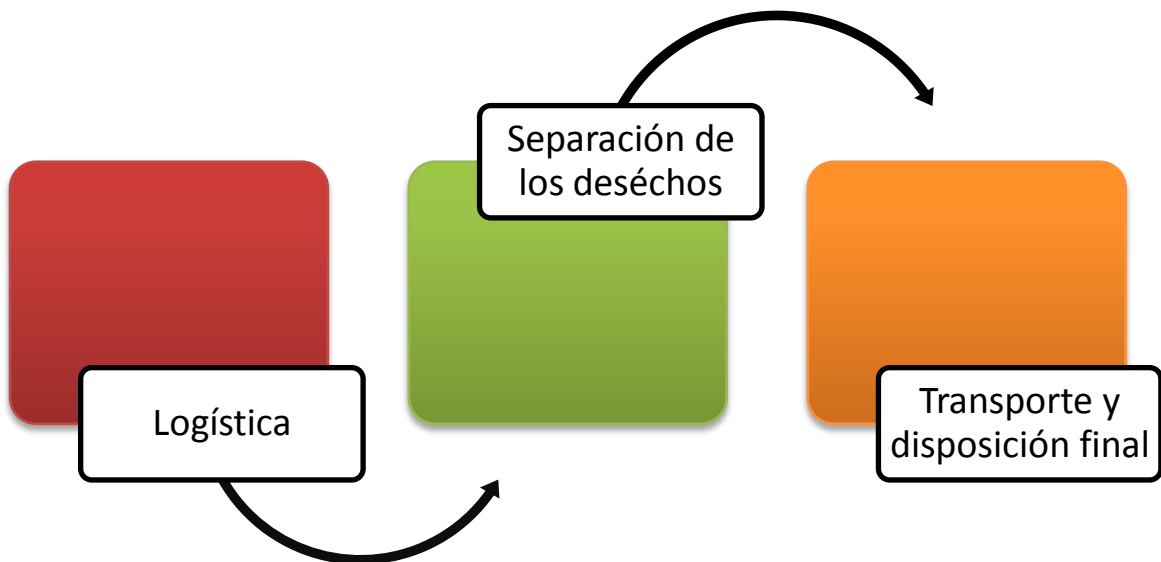 Logística
Separación de
los deséchos
Transporte y
disposición final